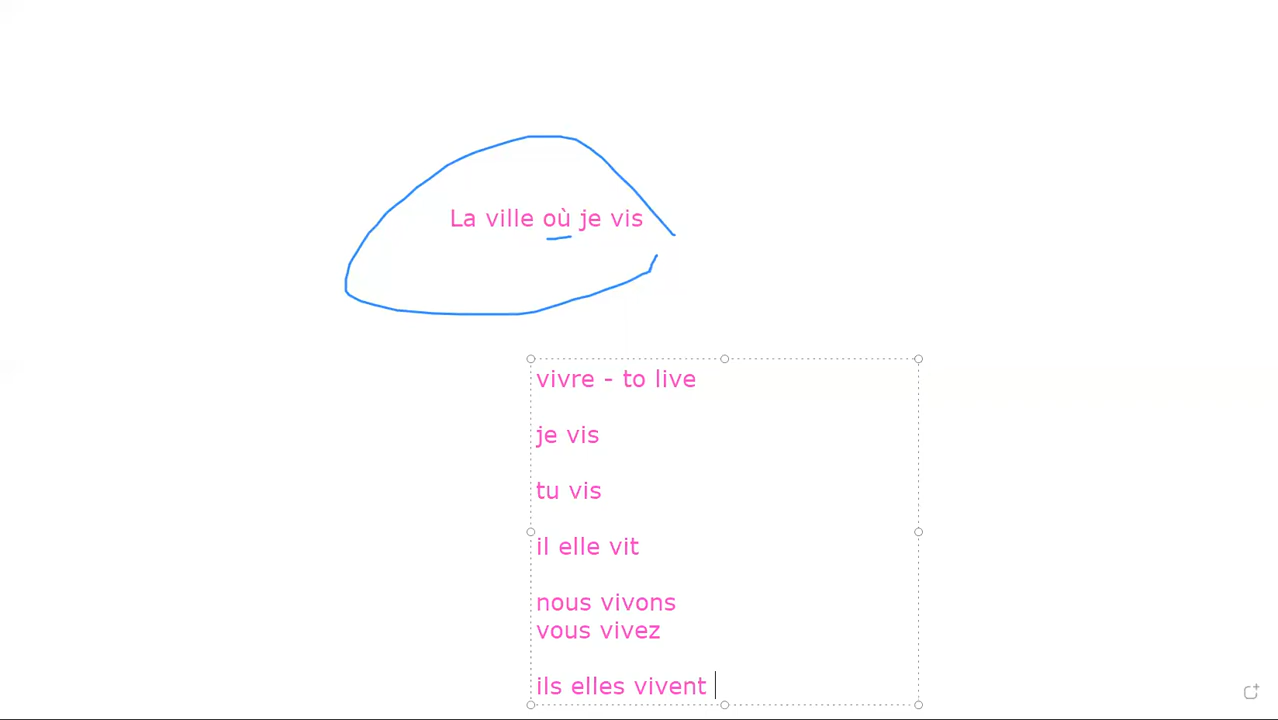 La ville où je vis
vivre - to live
je vis
tu vis
il elle vit
nous vivons
vous vivez
ils elles vivent